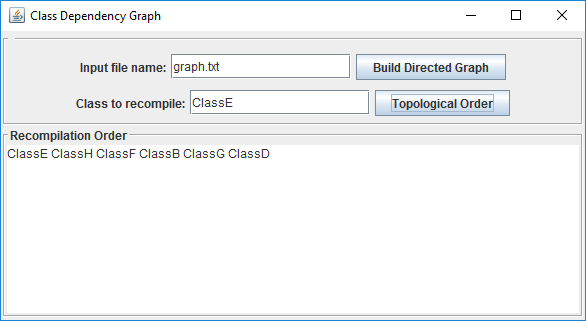 Class Dependency Graph
Input file name: graph.txt Build Directed Graph
Class to recompile: ClassE Topological Order
Recompilation Order
ClassE ClassH ClassF ClassB ClassG ClassD